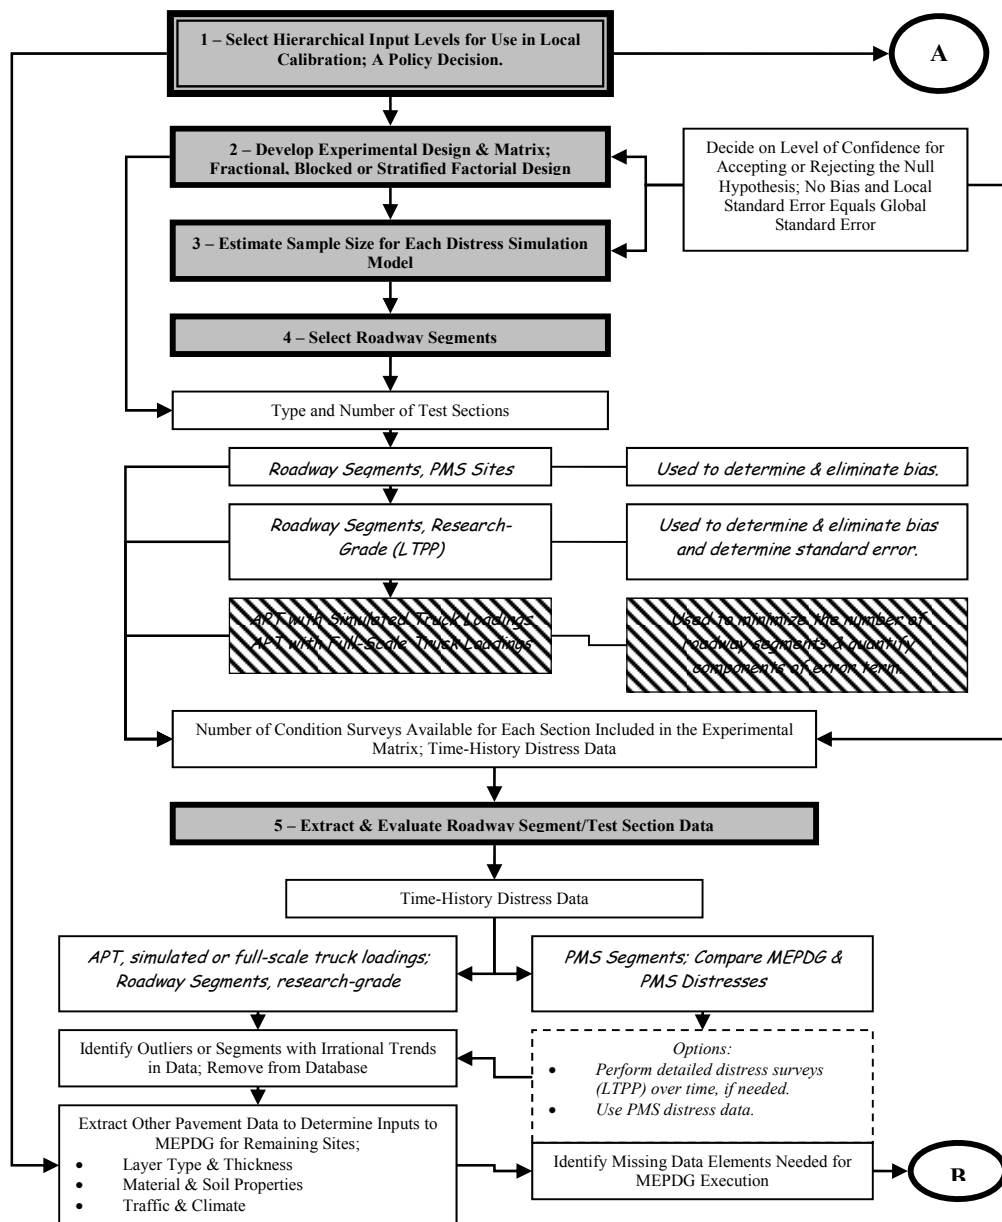 1 – Select Hierarchical Input Levels for Use in Local
Calibration; A Policy Decision.
A
2 – Develop Experimental Design & Matrix;
Fractional, Blocked or Stratified Factorial Design
Decide on Level of Confidence for
Accepting or Rejecting the Null
Hypothesis; No Bias and Local
Standard Error Equals Global
Standard Error
3 – Estimate Sample Size for Each Distress Simulation
Model
4 – Select Roadway Segments
Type and Number of Test Sections
Roadway Segments, PMS Sites
Used to determine & eliminate bias.
Roadway Segments, Research-
Grade (LTPP)
Used to determine & eliminate bias
and determine standard error.
APT with Simulated Truck Loadings
APT with Full-Scale Truck Loadings
Used to minimize the number of
roadway segments & quantify
components of error term.
Number of Condition Surveys Available for Each Section Included in the Experimental
Matrix; Time-History Distress Data
5 – Extract & Evaluate Roadway Segment/Test Section Data
Time-History Distress Data
APT, simulated or full-scale truck loadings;
Roadway Segments, research-grade
PMS Segments; Compare MEPDG &
PMS Distresses
Identify Outliers or Segments with Irrational Trends
in Data; Remove from Database
Options:
• Perform detailed distress surveys
(LTPP) over time, if needed.
• Use PMS distress data.
Extract Other Pavement Data to Determine Inputs to
MEPDG for Remaining Sites;
• Layer Type & Thickness
• Material & Soil Properties
• Traffic & Climate
Identify Missing Data Elements Needed for
MEPDG Execution
B